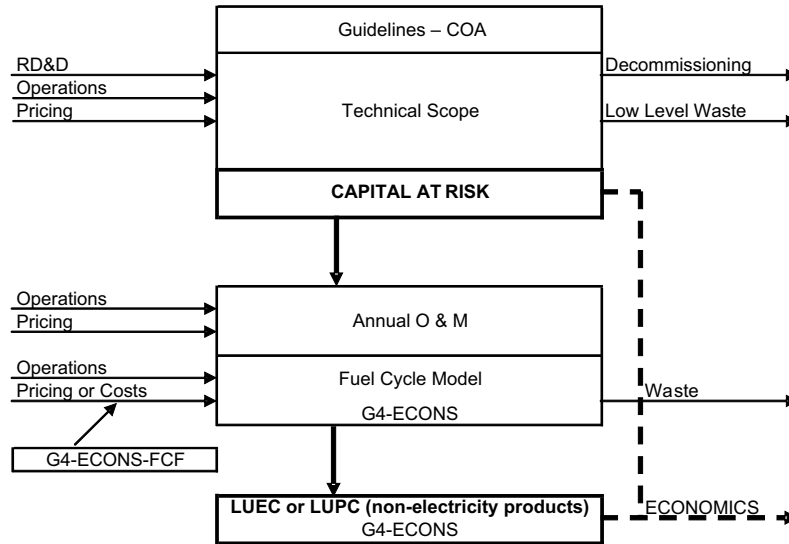 Guidelines – COA
RD&D
Operations
Pricing
Technical Scope
Decommissioning
Low Level Waste
CAPITAL AT RISK
Operations
Pricing
Annual O & M
Operations
Pricing or Costs
Fuel Cycle Model
G4-ECONS
Waste
G4-ECONS-FCF
LUEC or LUPC (non-electricity products)
G4-ECONS
ECONOMICS